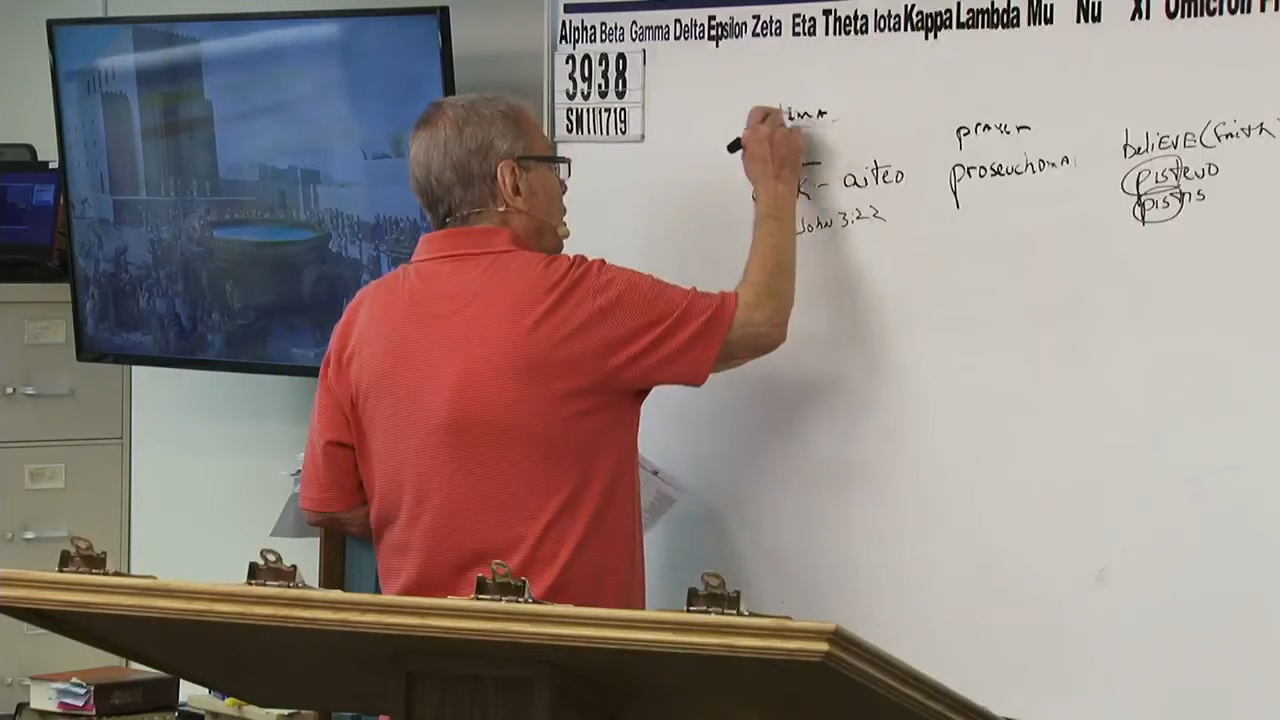 Alpha Beta Gamma Delta Epsilon Zeta Eta Theta Iota Kappa Lambda Mu Nu Xi Omicron
3938
SM111719
prayer
believe (Faith
aiteo
proseuchomai
pisteuo
John 3:22
pistis